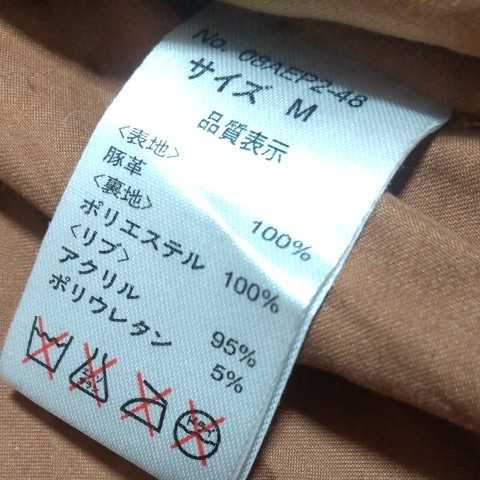 No. 08AEP2-48
サイズ M
品質表示
<表地>
豚革 100%
<裏地>
ポリエステル 100%
<リブ>
アクリル 95%
ポリウレタン 5%